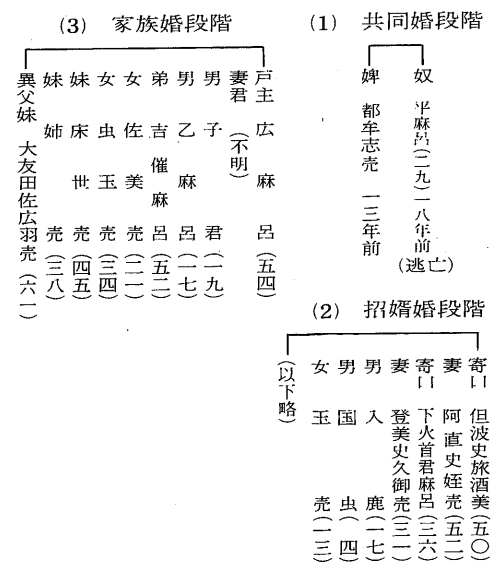 (1) 共同婚段階
奴 平麻呂(二九)一八年前
(逃亡)
婢 都牟志売 一三年前
(2) 招婿婚段階
寄口 但波史旅酒美(五〇)
妻 阿直史姪売(五二)
寄口 下火首君麻呂(三六)
妻 登美史久御売(三一)
男 入鹿(一七)
男 国虫( 四)
女 玉売(一三)
(以下略)
(3) 家族婚段階
戸主 広麻呂(五四)
妻君 (不明)
男 子君(一九)
男 乙麻呂(一七)
弟 吉催麻呂(五二)
女 佐美売(二一)
女 虫玉売(三四)
妹 床世売(四五)
妹 姉売(三八)
異父妹 大友田佐広羽売(六一)